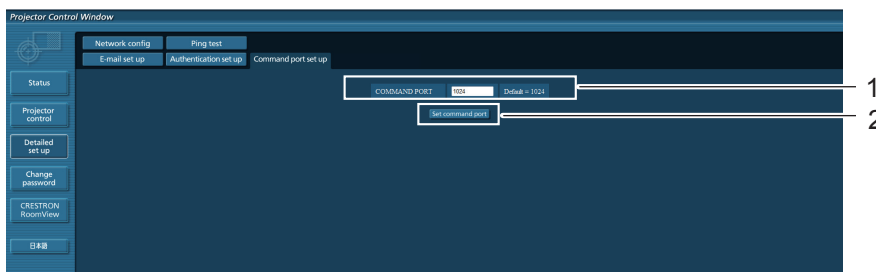 Projector Control Window
Network config Ping test
E-mail set up Authentication set up Command port set up
Status
COMMAND PORT 1024 Default = 1024 1
Projector
control
Set command port 2
Detailed
set up
Change
password
CRESTRON
RoomView
日本語